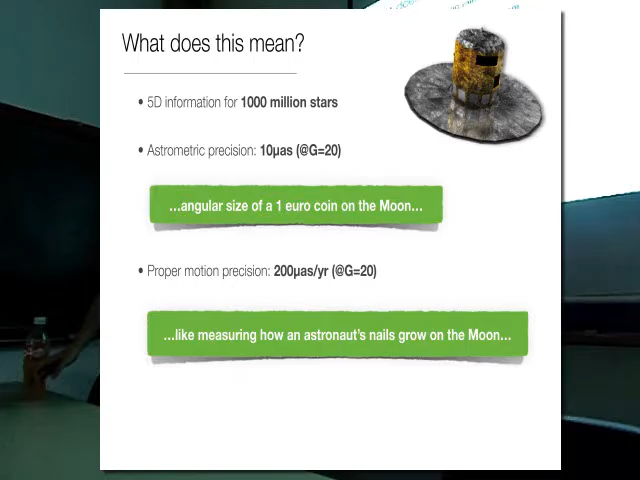 What does this mean?
• 5D information for 1000 million stars
• Astrometric precision: 10µas (@G=20)
...angular size of a 1 euro coin on the Moon...
• Proper motion precision: 200µas/yr (@G=20)
...like measuring how an astronaut's nails grow on the Moon...